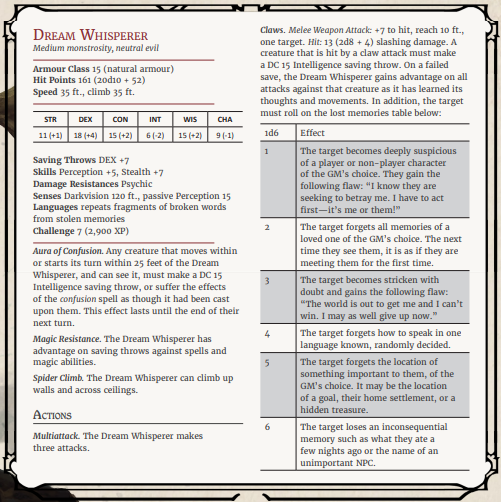 Dream Whisperer
Medium monstrosity, neutral evil
Armour Class 15 (natural armour)
Hit Points 161 (20d10 + 52)
Speed 35 ft., climb 35 ft.
STR DEX CON INT WIS CHA
11 (+1) 18 (+4) 15 (+2) 6 (-2) 15 (+2) 9 (-1)
Saving Throws DEX +7
Skills Perception +5, Stealth +7
Damage Resistances Psychic
Senses Darkvision 120 ft., passive Perception 15
Languages repeats fragments of broken words
from stolen memories
Challenge 7 (2,900 XP)
Aura of Confusion. Any creature that moves within
or starts its turn within 25 feet of the Dream
Whisperer, and can see it, must make a DC 15
Intelligence saving throw, or suffer the effects
of the confusion spell as though it had been cast
upon them. This effect lasts until the end of their
next turn.
Magic Resistance. The Dream Whisperer has
advantage on saving throws against spells and
magic abilities.
Spider Climb. The Dream Whisperer can climb up
walls and across ceilings.
Actions
Multiattack. The Dream Whisperer makes
three attacks.
Claws. Melee Weapon Attack: +7 to hit, reach 10 ft.,
one target. Hit: 13 (2d8 + 4) slashing damage. A
creature that is hit by a claw attack must make
a DC 15 Intelligence saving throw. On a failed
save, the Dream Whisperer gains advantage on all
attacks against that creature as it has learned its
thoughts and movements. In addition, the target
must roll on the lost memories table below:
1d6 Effect
1 The target becomes deeply suspicious
of a player or non-player character
of the GM's choice. They gain the
following flaw: "I know they are
seeking to betray me. I have to act
first—it's me or them!"
2 The target forgets all memories of a
loved one of the GM's choice. The next
time they see them, it is as if they are
meeting them for the first time.
3 The target becomes stricken with
doubt and gains the following flaw:
"The world is out to get me and I can't
win. I may as well give up now."
4 The target forgets how to speak in one
language known, randomly decided.
5 The target forgets the location of
something important to them, of the
GM's choice. It may be the location
of a goal, their home settlement, or a
hidden treasure.
6 The target loses an inconsequential
memory such as what they ate a
few nights ago or the name of an
unimportant NPC.